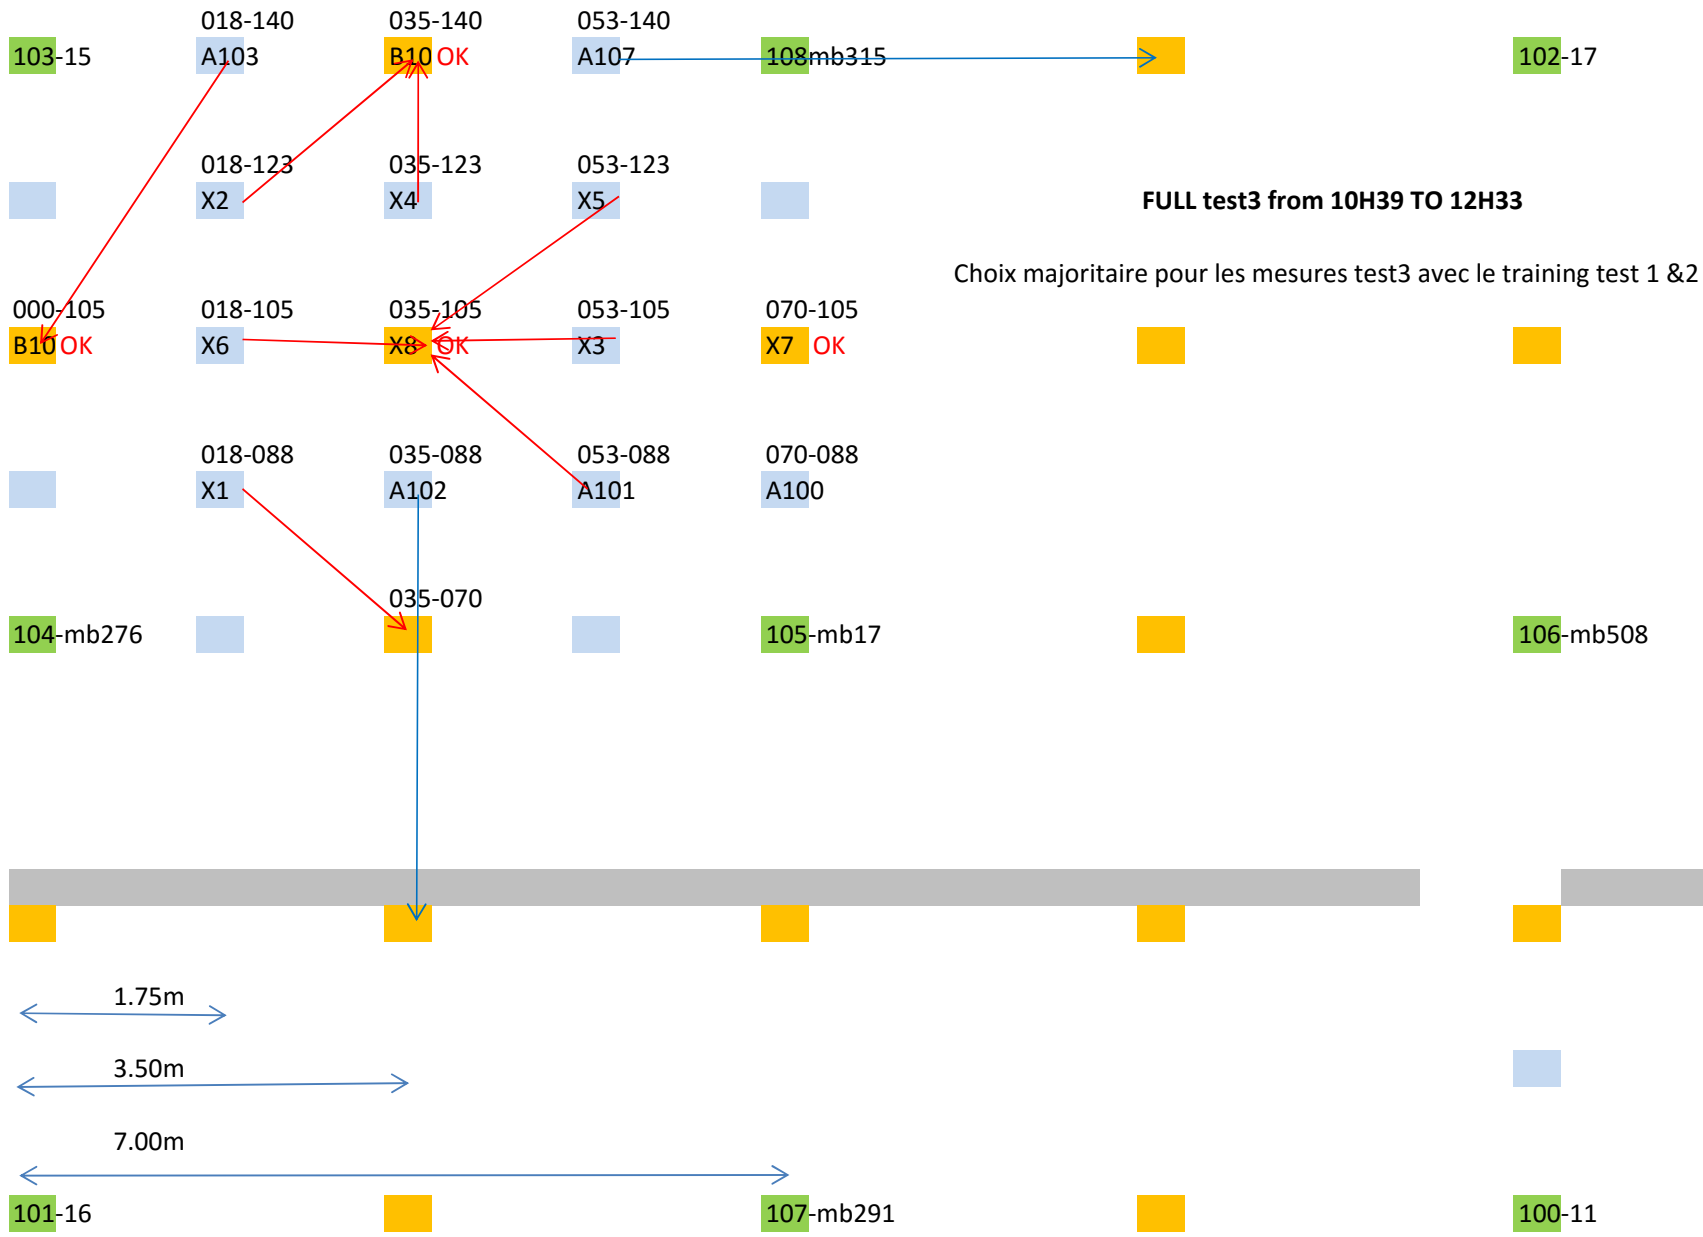 018-140 035-140 053-140
103-15 A103 B10 OK A107 108mb315 102-17
018-123 035-123 053-123
X2 X4 X5 FULL test3 from 10H39 TO 12H33
Choix majoritaire pour les mesures test3 avec le training test 1 &2
000-105 018-105 035-105 053-105 070-105
B10 OK X6 X8 OK X3 X7 OK
018-088 035-088 053-088 070-088
X1 A102 A101 A100
035-070
104-mb276 105-mb17 106-mb508
1.75m
3.50m
7.00m
101-16 107-mb291 100-11